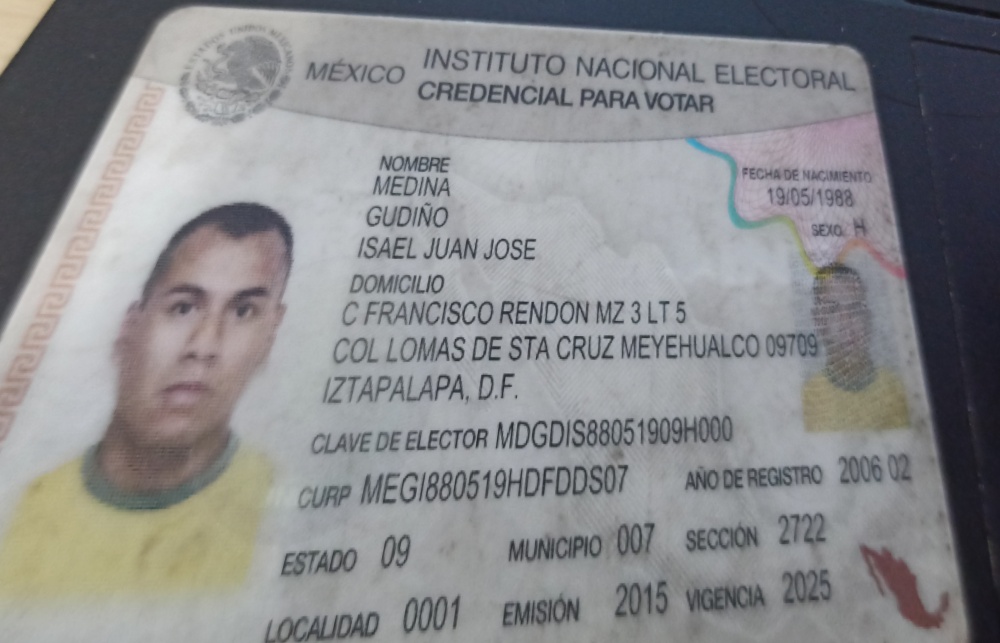 ESTADOS UNIDOS MEXICANOS
MÉXICO INSTITUTO NACIONAL ELECTORAL
CREDENCIAL PARA VOTAR
NOMBRE
MEDINA
GUDIÑO
ISAEL JUAN JOSE
FECHA DE NACIMIENTO
19/05/1988
SEXO H
DOMICILIO
C FRANCISCO RENDON MZ 3 LT 5
COL LOMAS DE STA CRUZ MEYEHUALCO 09709
IZTAPALAPA, D.F.
CLAVE DE ELECTOR MDGDIS88051909H000
CURP MEGI880519HDFDDS07 AÑO DE REGISTRO 2006 02
ESTADO 09 MUNICIPIO 007 SECCIÓN 2722
LOCALIDAD 0001 EMISIÓN 2015 VIGENCIA 2025